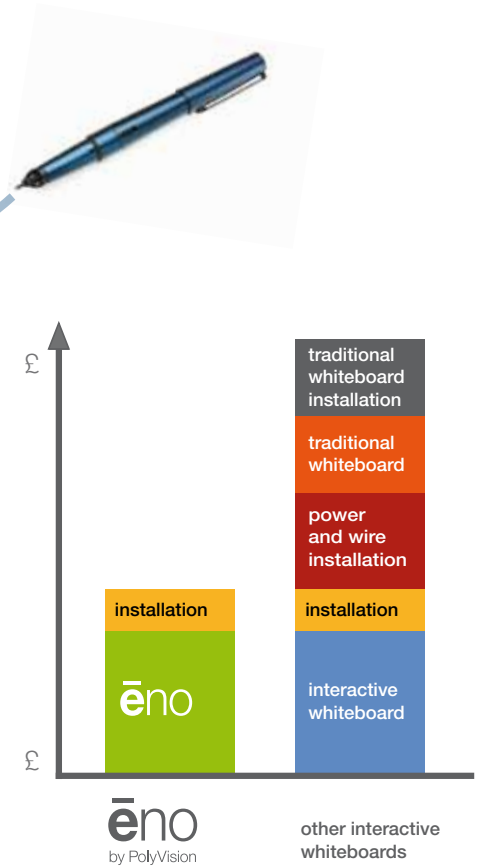 £
traditional
whiteboard
installation
traditional
whiteboard
power
and wire
installation
installation
installation
ēno
interactive
whiteboard
£
ēno
by PolyVision
other interactive
whiteboards